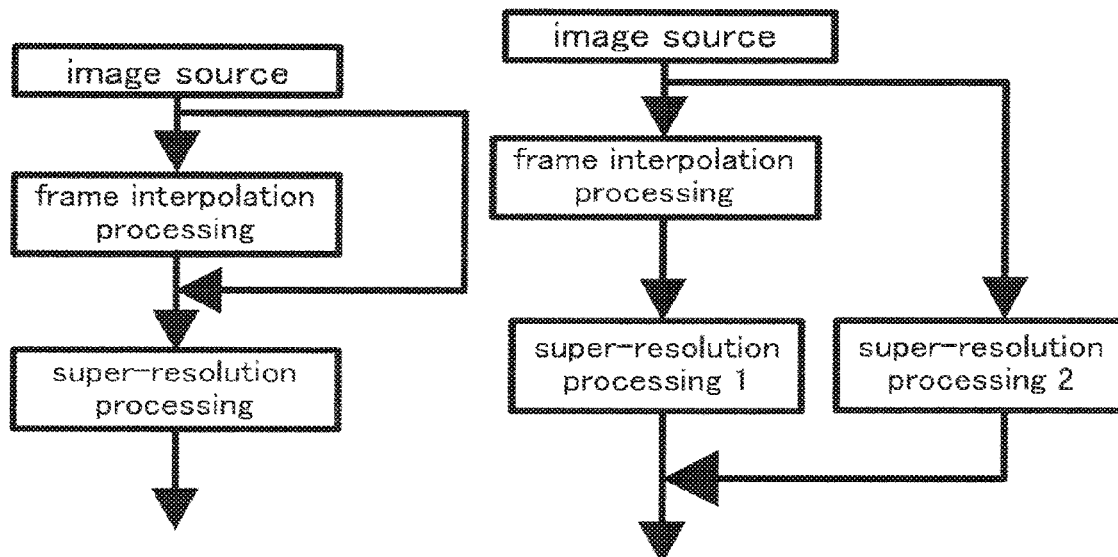 image source
frame interpolation
processing
super-resolution
processing
image source
frame interpolation
processing
super-resolution
processing 1
super-resolution
processing 2